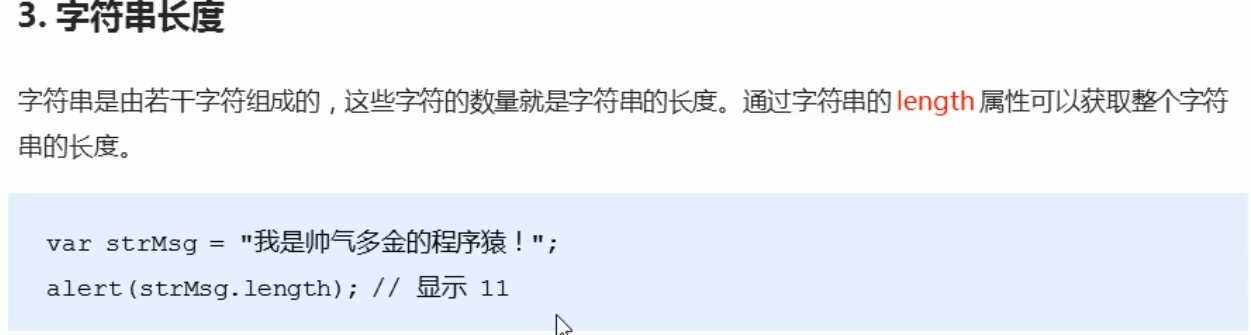 3. 字符串长度
字符串是由若干字符组成的，这些字符的数量就是字符串的长度。通过字符串的 length 属性可以获取整个字符
串的长度。
var strMsg = "我是帅气多金的程序猿！";
alert(strMsg.length); // 显示 11